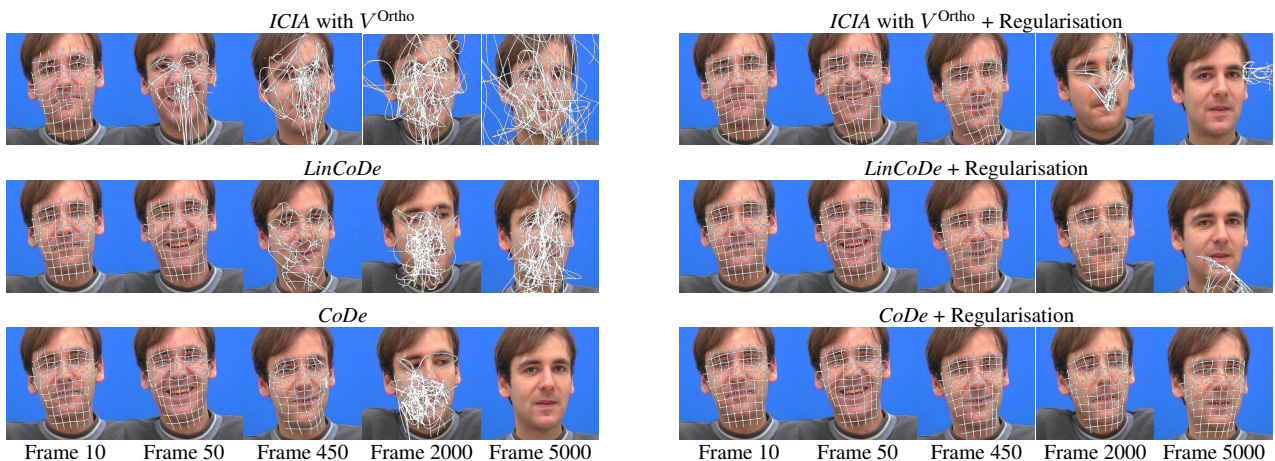 ICIA with V^Ortho
ICIA with V^Ortho + Regularisation
LinCoDe
LinCoDe + Regularisation
CoDe
CoDe + Regularisation
Frame 10 Frame 50 Frame 450 Frame 2000 Frame 5000
Frame 10 Frame 50 Frame 450 Frame 2000 Frame 5000